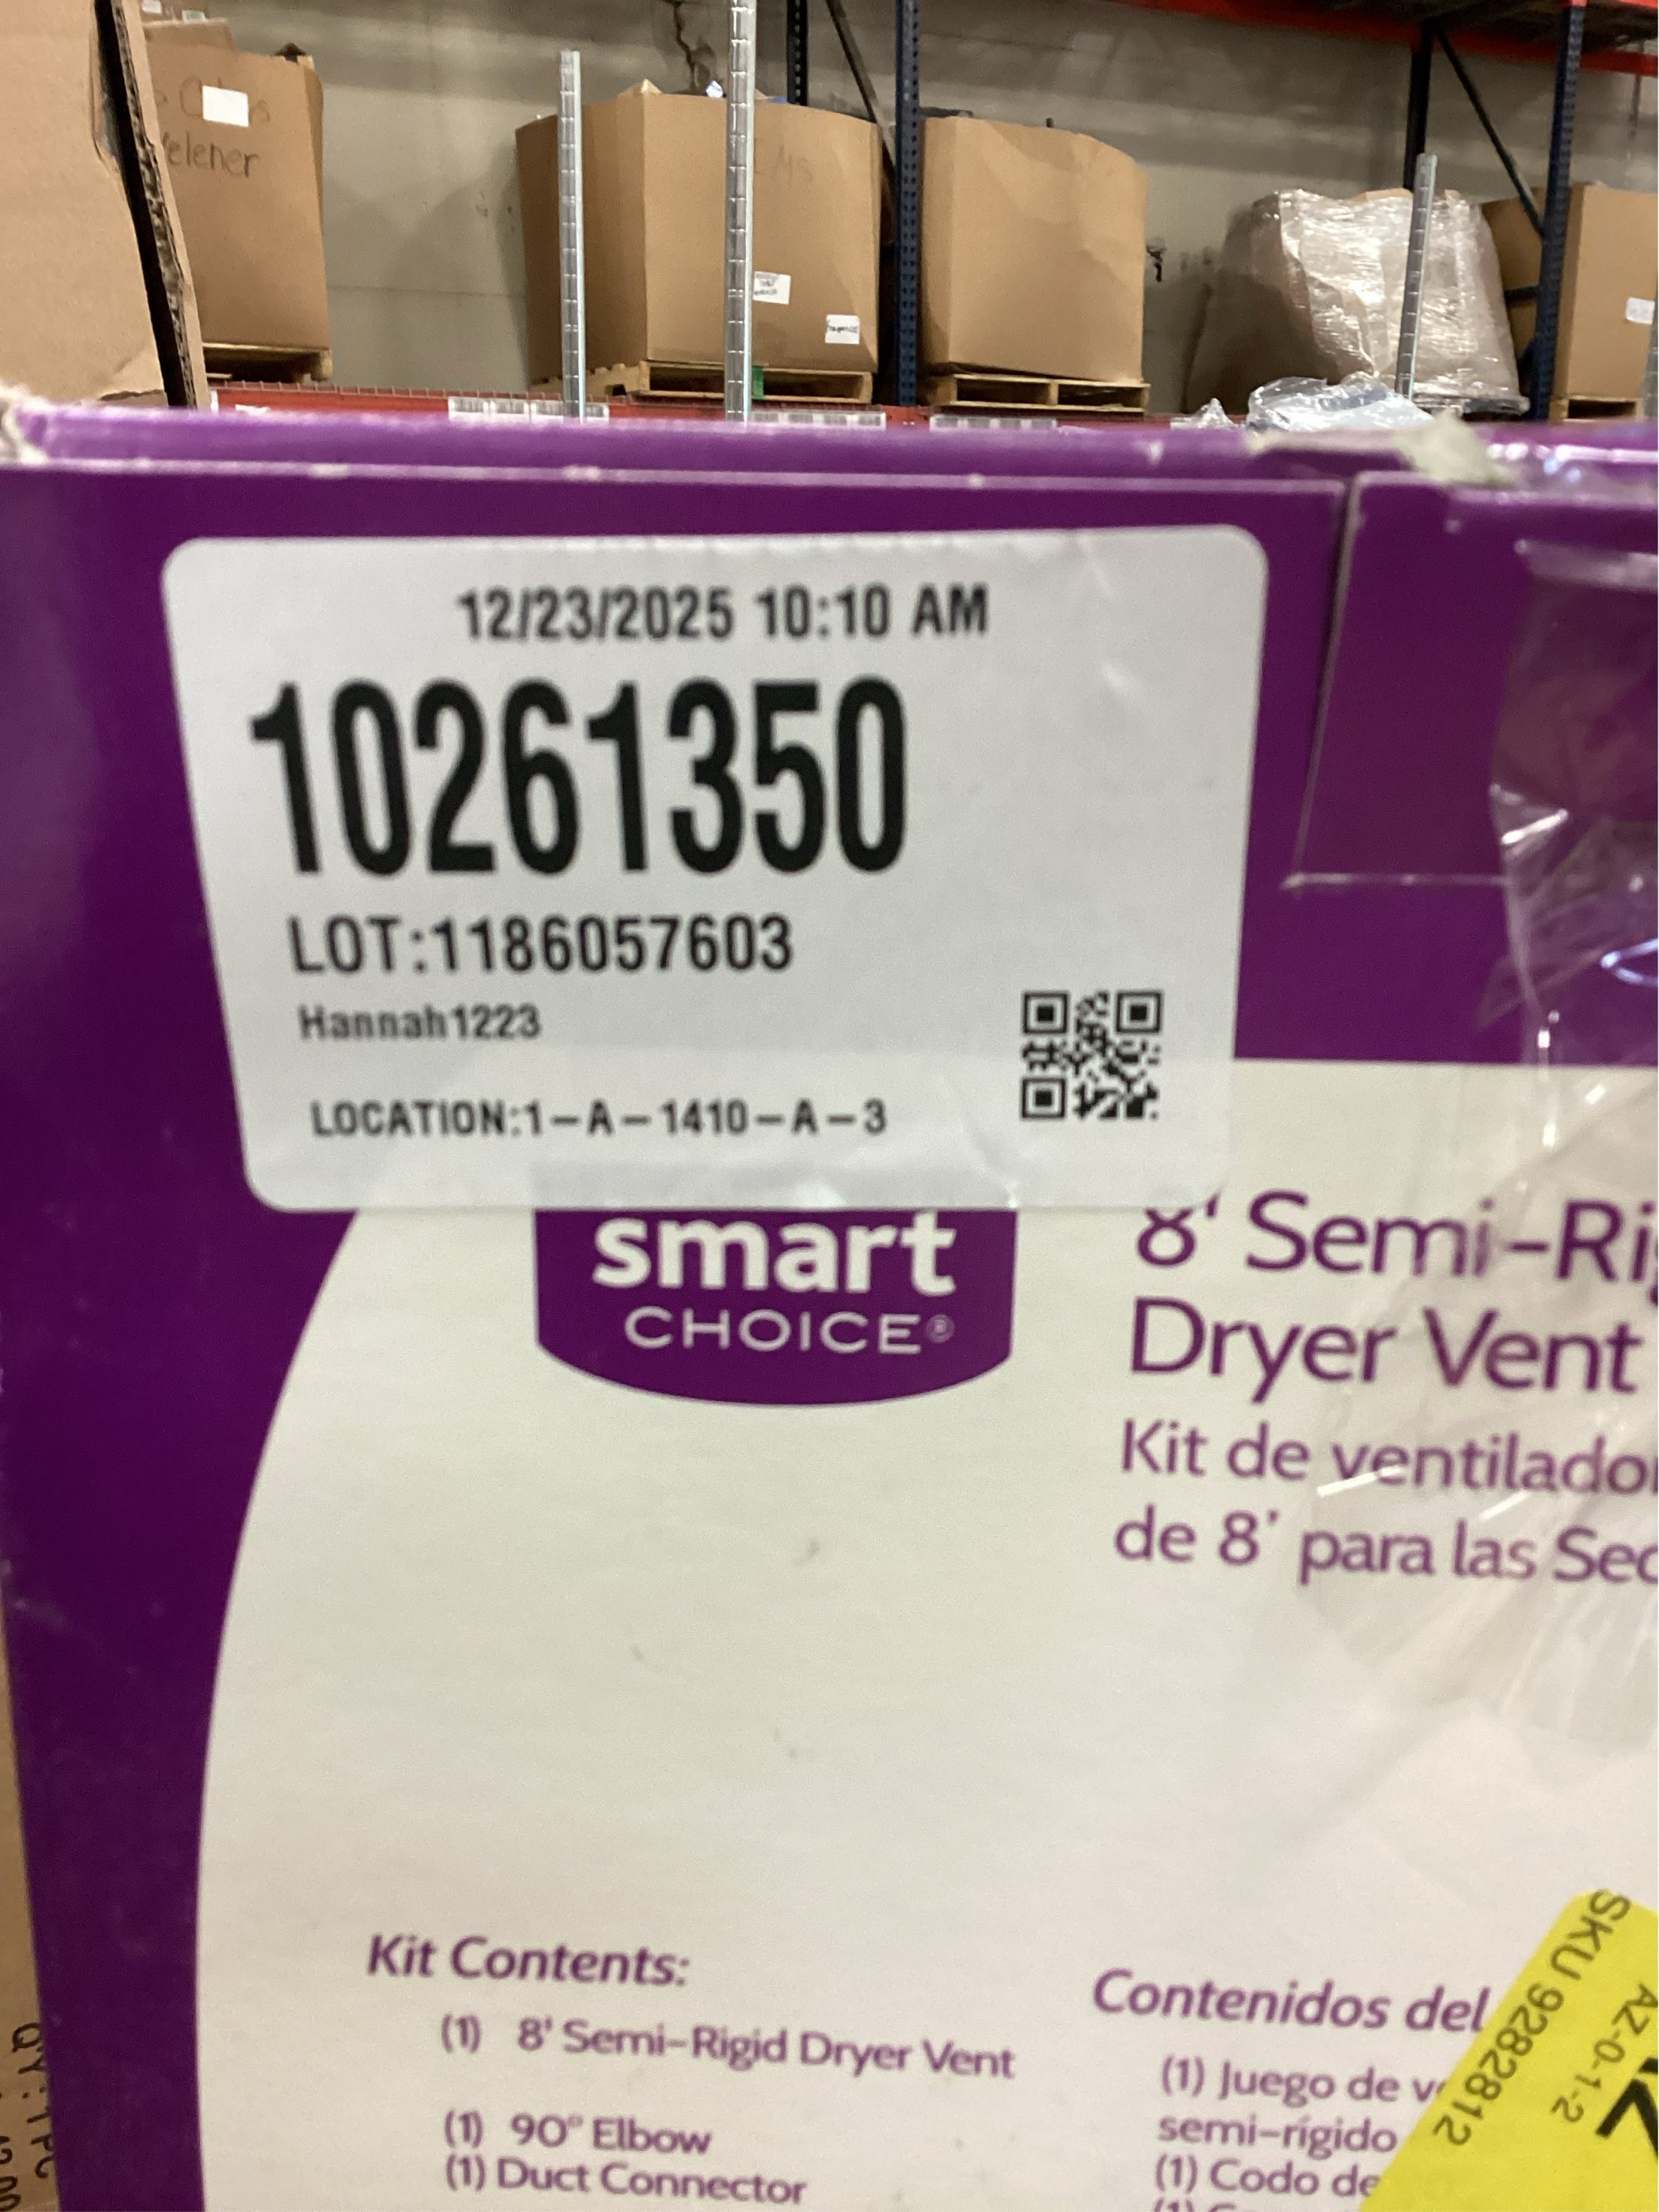 elener
12/23/2025 10:10 AM
10261350
LOT:1186057603
Hannah1223
LOCATION:1-A-1410-A-3
smart
CHOICE®
8' Semi-Ri
Dryer Vent
Kit de ventilado
de 8' para las Sec
Kit Contents:
(1) 8' Semi-Rigid Dryer Vent
(1) 90° Elbow
(1) Duct Connector
Contenidos del
(1) Juego de v
semi-rígido
(1) Codo de
SKU 9282812
AZ-0-1-2